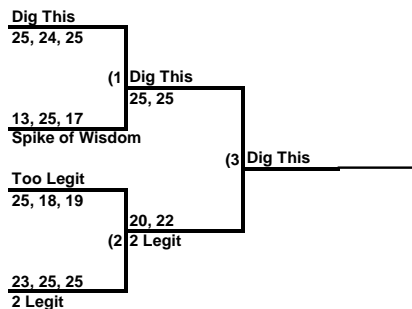 Dig This
25, 24, 25
(1
Dig This
25, 25
13, 25, 17
Spike of Wisdom
(3
Dig This
Too Legit
25, 18, 19
20, 22
(2
2 Legit
23, 25, 25
2 Legit